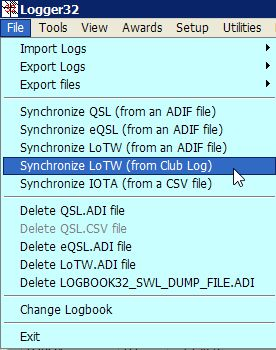 Logger32
File Tools View Awards Setup Utilities
Import Logs
Export Logs
Export files
Synchronize QSL (from an ADIF file)
Synchronize eQSL (from an ADIF file)
Synchronize LoTW (from an ADIF file)
Synchronize LoTW (from Club Log)
Synchronize IOTA (from a CSV file)
Delete QSL.ADI file
Delete QSL.CSV file
Delete eQSL.ADI file
Delete LoTW.ADI file
Delete LOGBOOK32_SWL_DUMP_FILE.ADI
Change Logbook
Exit